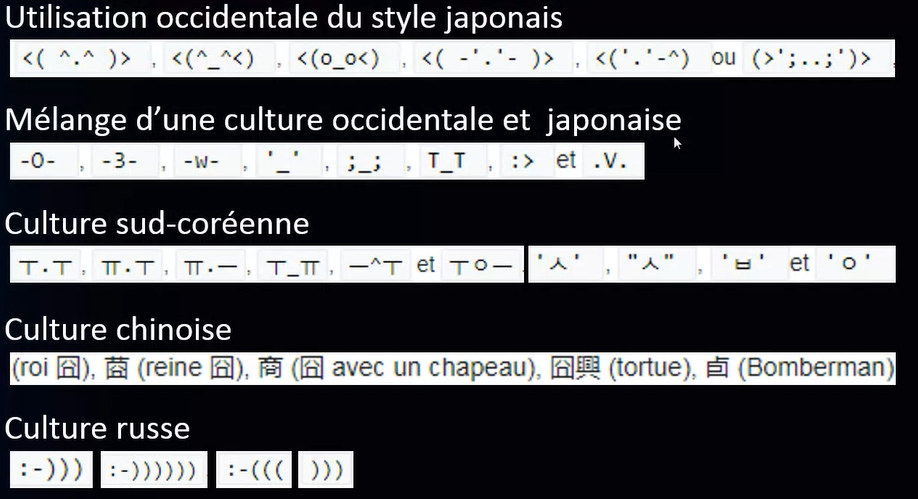 Utilisation occidentale du style japonais
<( ^.^ )> , <(^_^<) , <(o_o<) , <( -'.'- )> , <('.'-^) ou (>';..;')> ,
Mélange d’une culture occidentale et japonaise
-O- , -3- , -w- , '_' , ;_; , T_T , :> et .V.
Culture sud-coréenne
ㅜ.ㅜ , ㅠ.ㅜ , ㅠ.ㅡ , ㅜ_ㅠ , ㅡ^ㅜ et ㅜㅇㅡ 'ㅅ' , "ㅅ" , 'ㅂ' et 'ㅇ'
Culture chinoise
(roi 囧), 莔 (reine 囧), 商 (囧 avec un chapeau), 囧興 (tortue), 卣 (Bomberman)
Culture russe
:-))) :-)))))) :-((( )))